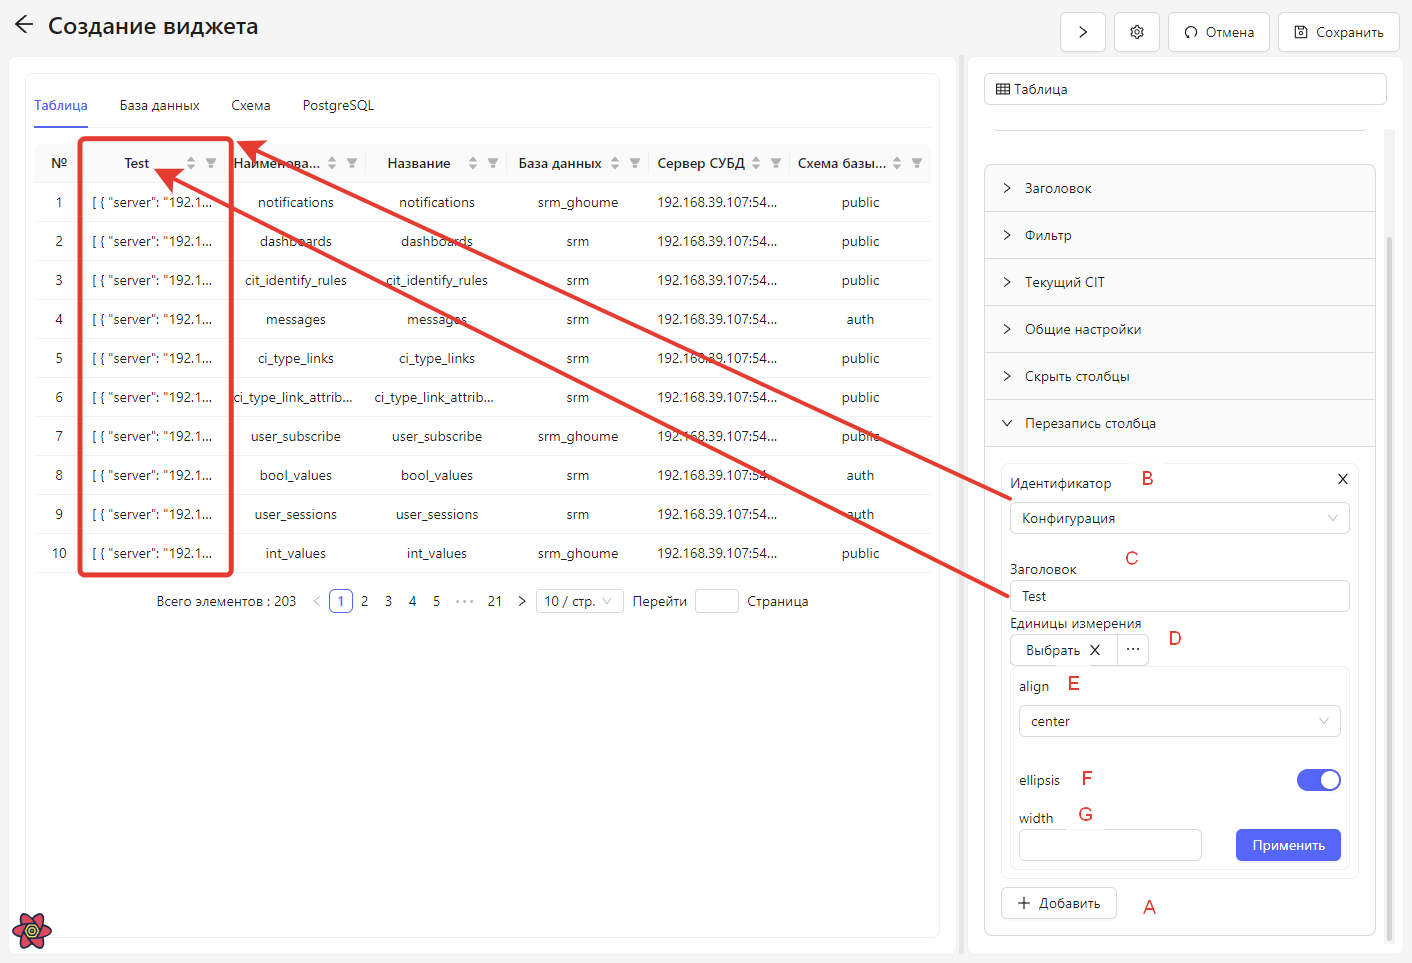 Создание виджета
Отмена
Сохранить
Таблица База данных Схема PostgreSQL
№ Test Наименова... Название База данных Сервер СУБД Схема базы...
1 [ { "server": "192.1... notifications notifications srm_ghoume 192.168.39.107:54... public
2 [ { "server": "192.1... dashboards dashboards srm 192.168.39.107:54... public
3 [ { "server": "192.1... cit_identify_rules cit_identify_rules srm 192.168.39.107:54... public
4 [ { "server": "192.1... messages messages srm 192.168.39.107:54... auth
5 [ { "server": "192.1... ci_type_links ci_type_links srm 192.168.39.107:54... public
6 [ { "server": "192.1... ci_type_link_attrib... ci_type_link_attrib... srm 192.168.39.107:54... public
7 [ { "server": "192.1... user_subscribe user_subscribe srm_ghoume 192.168.39.107:54... public
8 [ { "server": "192.1... bool_values bool_values srm 192.168.39.107:54... auth
9 [ { "server": "192.1... user_sessions user_sessions srm 192.168.39.107:54... auth
10 [ { "server": "192.1... int_values int_values srm_ghoume 192.168.39.107:54... public
Всего элементов : 203 < 1 2 3 4 5 ••• 21 > 10 / стр. Перейти Страница
Таблица
Заголовок
Фильтр
Текущий CIT
Общие настройки
Скрыть столбцы
Перезапись столбца
Идентификатор B
Конфигурация
C
Заголовок
Test
Единицы измерения
D
Выбрать X ...
align E
center
ellipsis F
width G
Применить
+ Добавить A